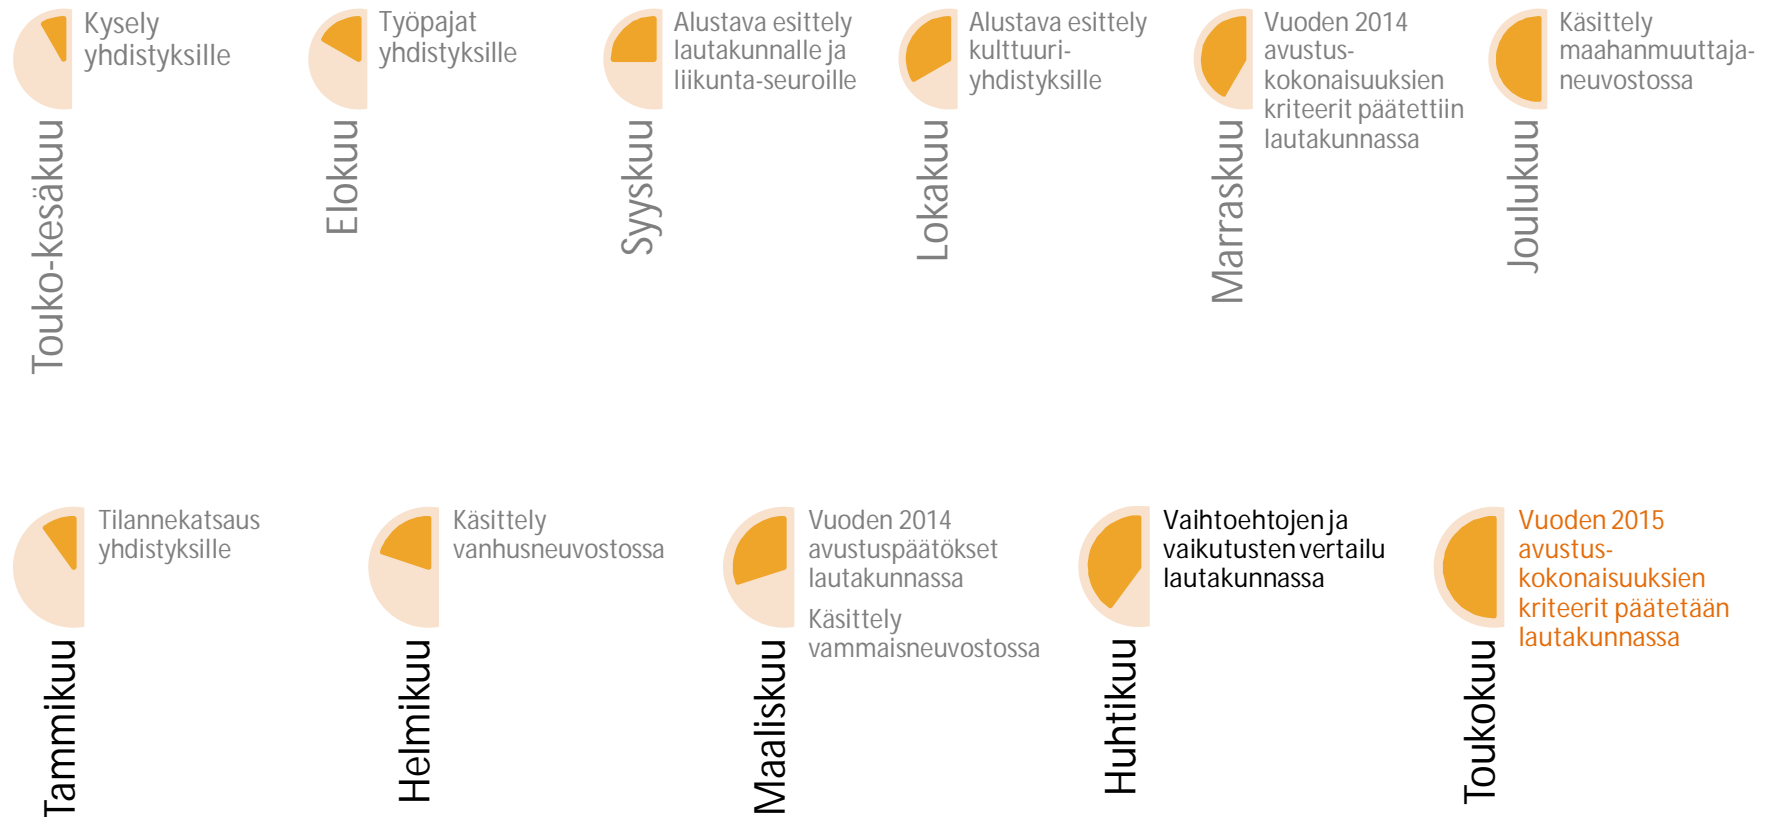 Kysely
yhdistyksille
Touko-kesäkuu
Työpajat
yhdistyksille
Elokuu
Alustava esittely
lautakunnalle ja
liikunta-seuroille
Syyskuu
Alustava esittely
kulttuuri-
yhdistyksille
Lokakuu
Vuoden 2014
avustus-
kokonaisuuksien
kriteerit päätettiin
lautakunnassa
Marraskuu
Käsittely
maahanmuuttaja-
neuvostossa
Joulukuu
Tilannekatsaus
yhdistyksille
Tammikuu
Käsittely
vanhusneuvostossa
Helmikuu
Vuoden 2014
avustuspäätökset
lautakunnassa
Käsittely
vammaisneuvostossa
Maaliskuu
Vaihtoehtojen ja
vaikutusten vertailu
lautakunnassa
Huhtikuu
Vuoden 2015
avustus-
kokonaisuuksien
kriteerit päätetään
lautakunnassa
Toukokuu